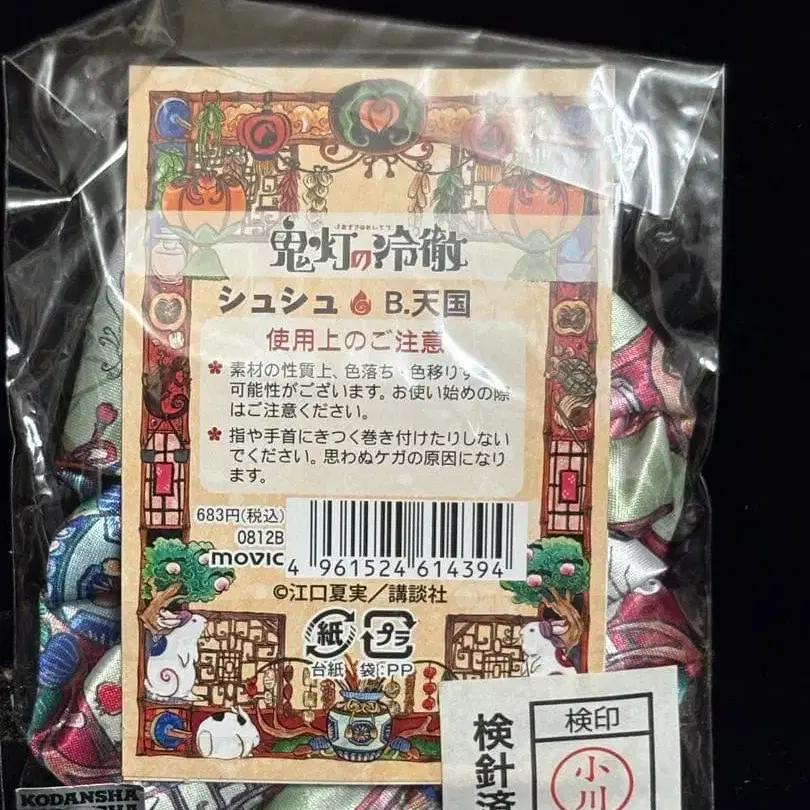 鬼灯の冷徹
シュシュ B.天国
使用上のご注意
素材の性質上、色落ち・色移りする
可能性がございます。お使い始めの際
はご注意ください。
指や手首にきつく巻き付けたりしない
でください。思わぬケガの原因になり
ます。
683円(税込)
0812B
movic
4 961524 614394
©江口夏実/講談社
紙 プラ
台紙 袋:PP
検針済
検印
小川
KODANSHA